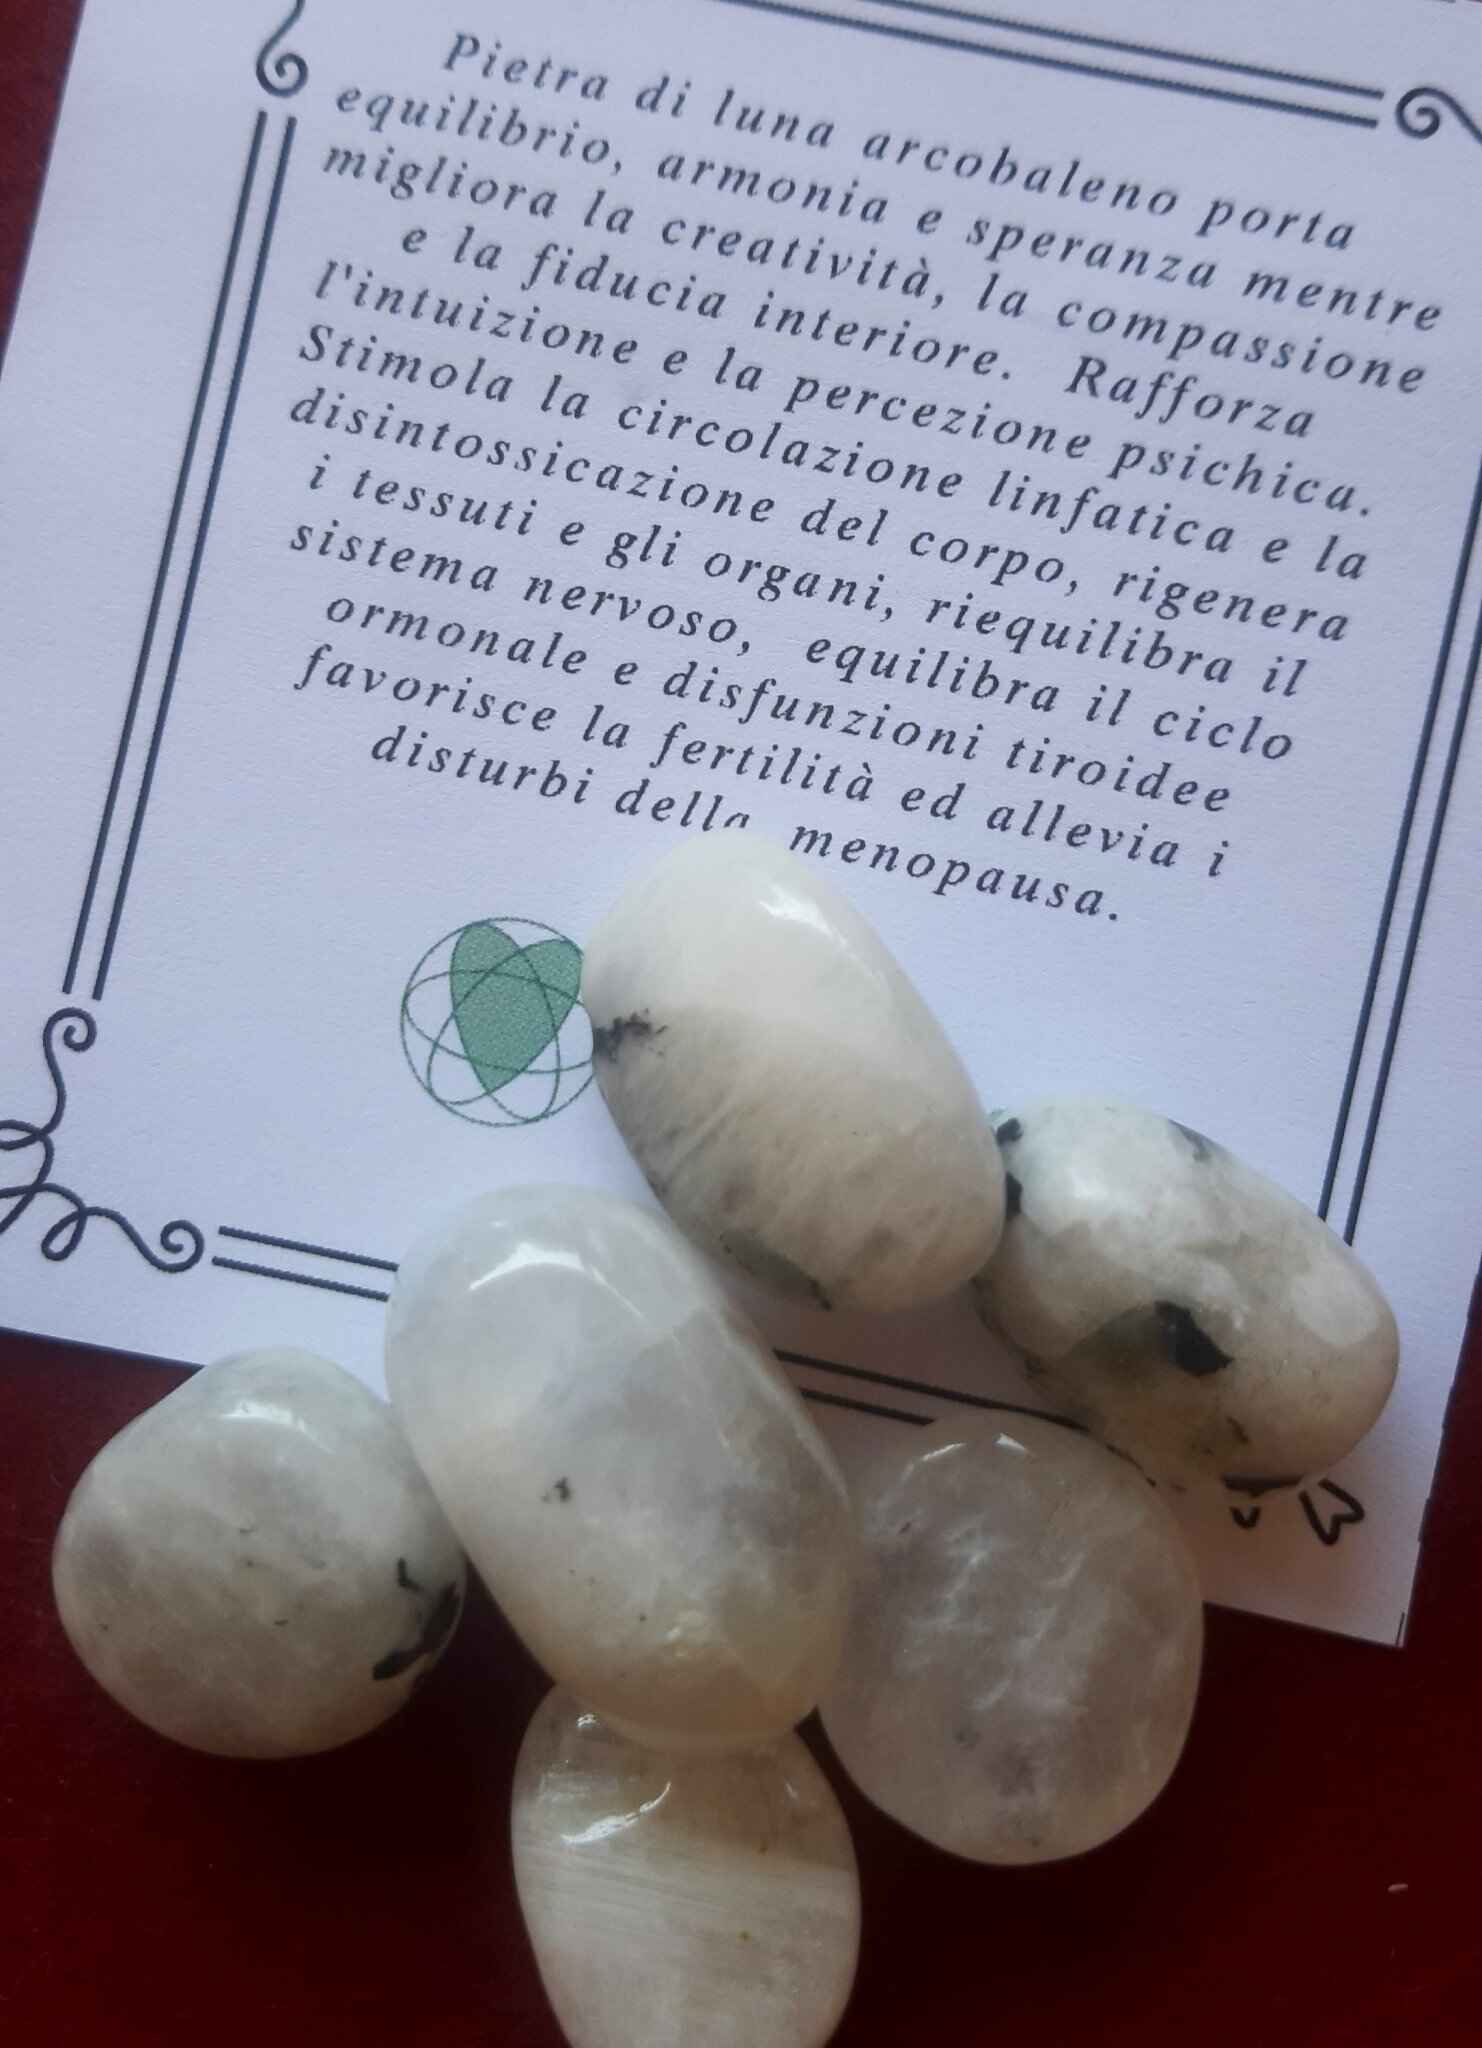 Pietra di luna arcobaleno porta
equilibrio, armonia e speranza mentre
migliora la creatività, la compassione
e la fiducia interiore. Rafforza
l'intuizione e la percezione psichica.
Stimola la circolazione linfatica e la
disintossicazione del corpo, rigenera
i tessuti e gli organi, riequilibra il
sistema nervoso, equilibra il ciclo
ormonale e disfunzioni tiroidee
favorisce la fertilità ed allevia i
disturbi della menopausa.